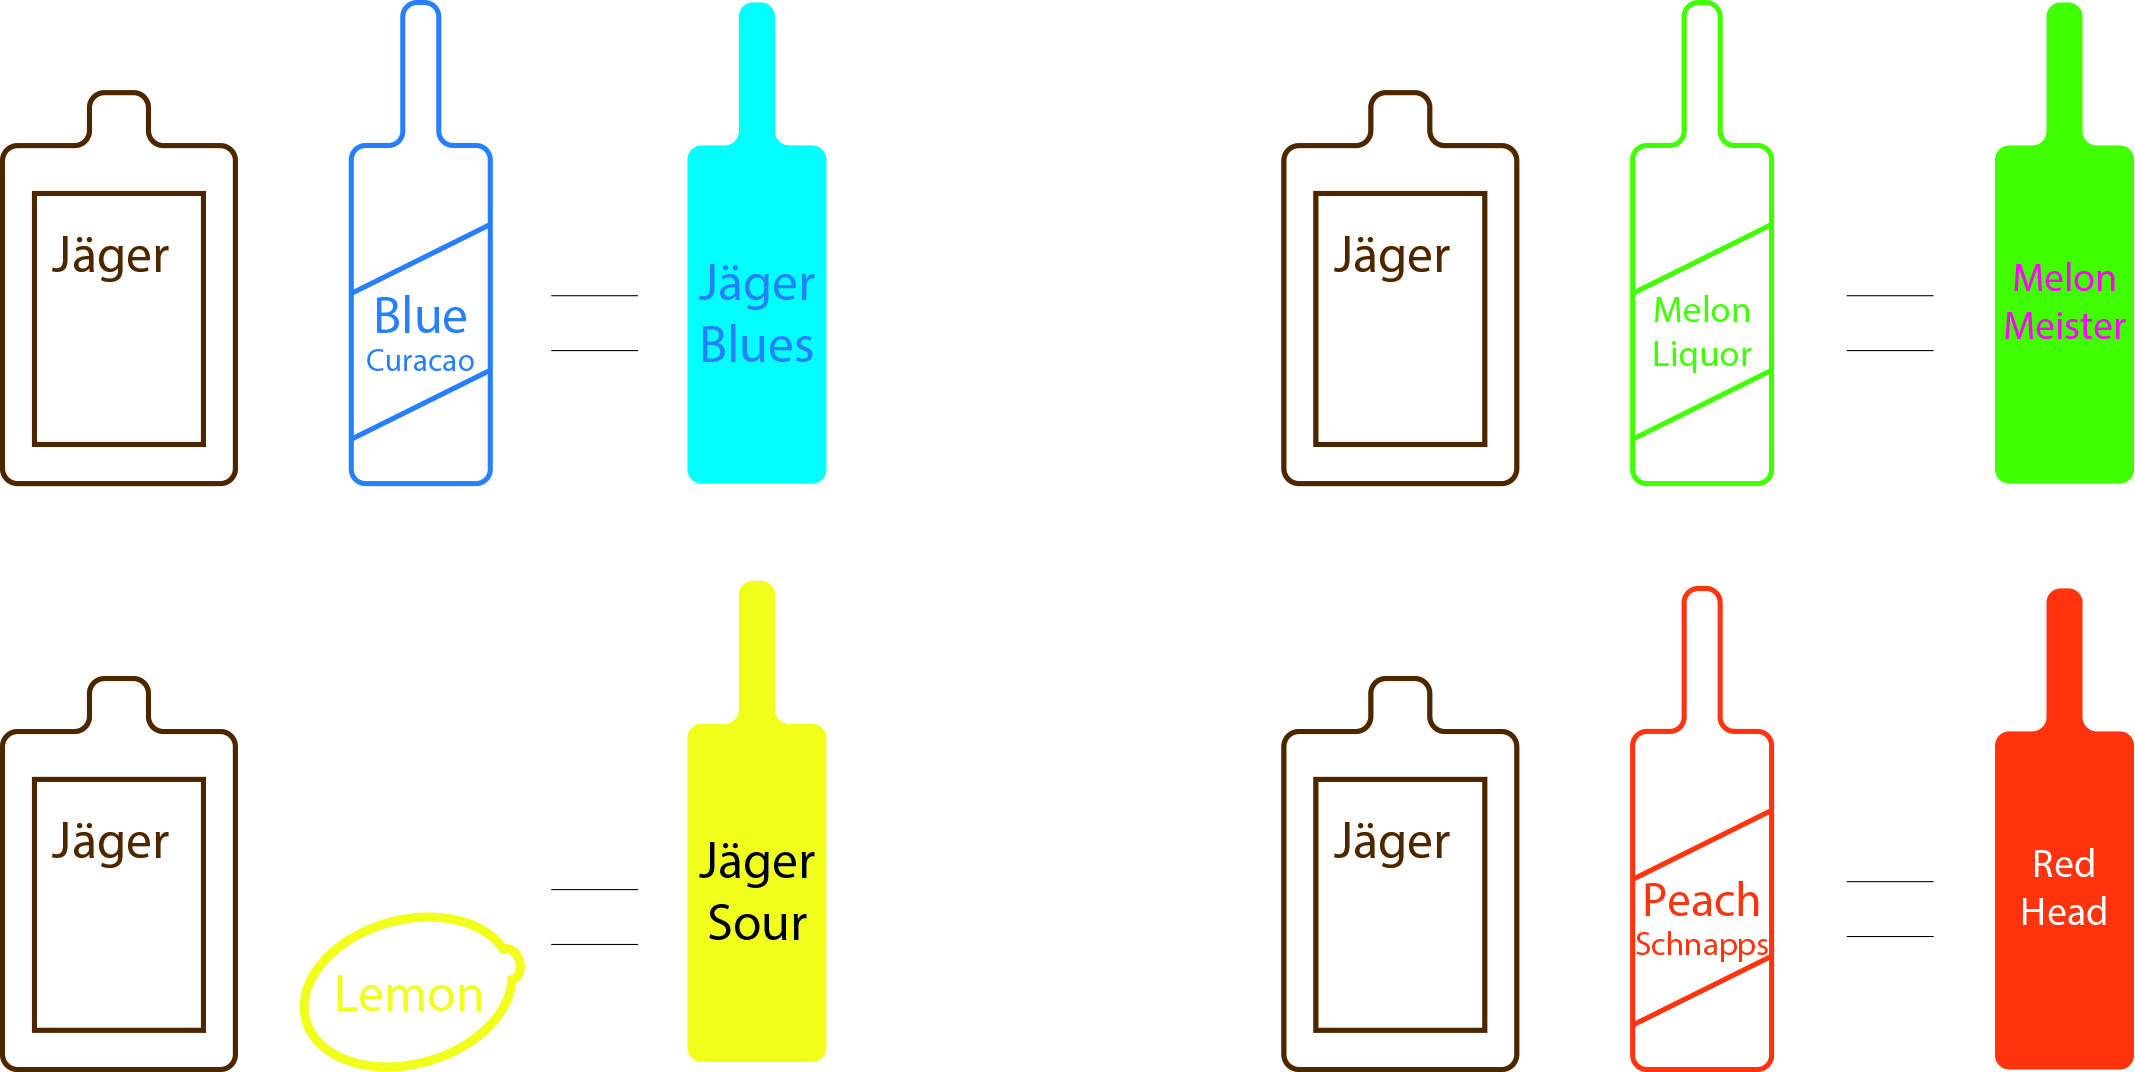 Jäger
Blue
Curacao
Jäger
Blues
Jäger
Melon
Liquor
Melon
Meister
Jäger
Lemon
Jäger
Sour
Jäger
Peach
Schnapps
Red
Head